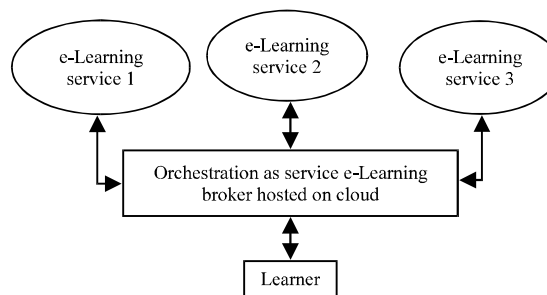 e-Learning
service 1
e-Learning
service 2
e-Learning
service 3
Orchestration as service e-Learning
broker hosted on cloud
Learner